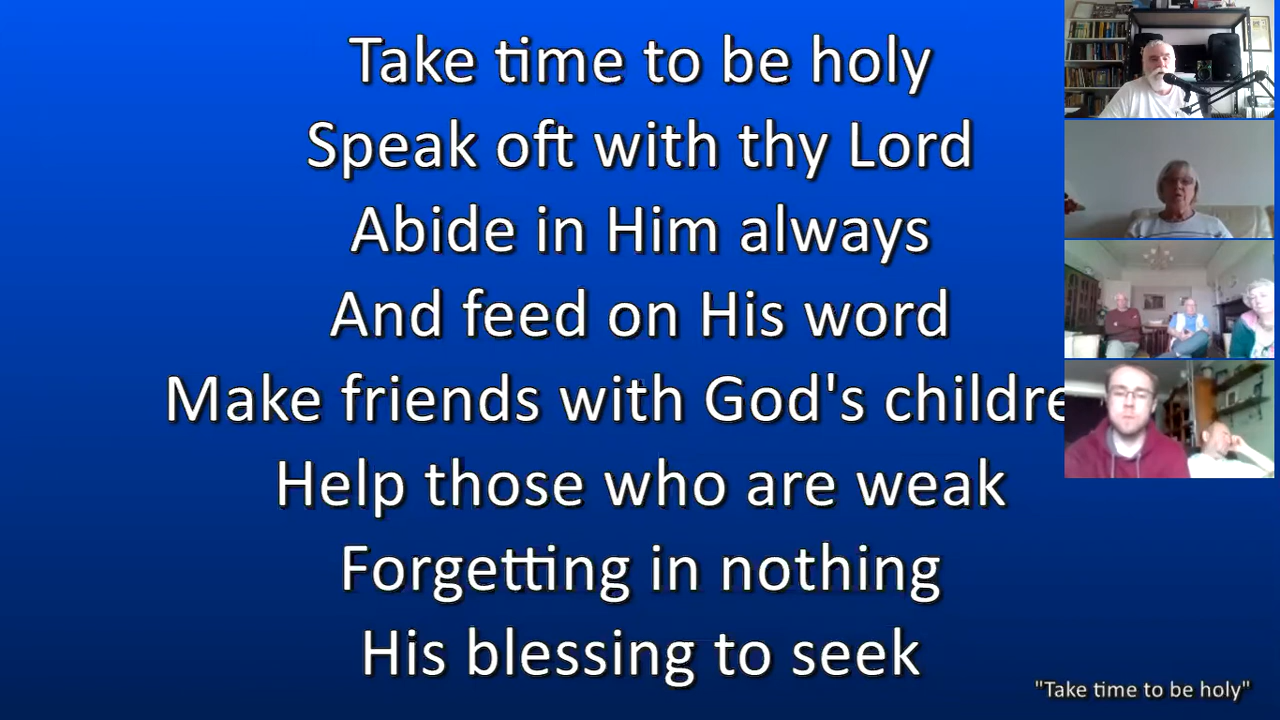 Take time to be holy
Speak oft with thy Lord
Abide in Him always
And feed on His word
Make friends with God's childre
Help those who are weak
Forgetting in nothing
His blessing to seek
"Take time to be holy"